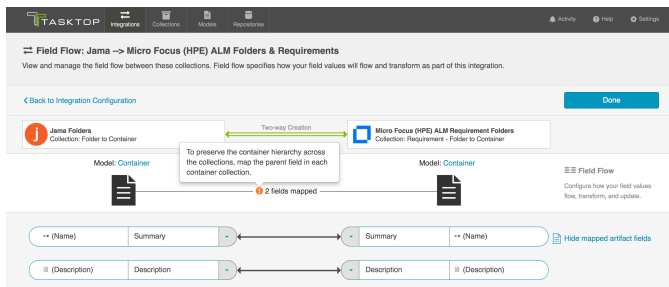 TASKTOP
Integrations
Collections
Models
Repositories
Activity
Help
Settings
Field Flow: Jama --> Micro Focus (HPE) ALM Folders & Requirements
View and manage the field flow between these collections. Field flow specifies how your field values will flow and transform as part of this integration.
Back to Integration Configuration
Done
Jama Folders
Collection: Folder to Container
Two-way Creation
Micro Focus (HPE) ALM Requirement Folders
Collection: Requirement - Folder to Container
To preserve the container hierarchy across
the collections, map the parent field in each
container collection.
Model: Container
Model: Container
2 fields mapped
Field Flow
Configure how your field values
flow, transform, and update.
(Name)
Summary
Summary
(Name)
Hide mapped artifact fields
(Description)
Description
Description
(Description)